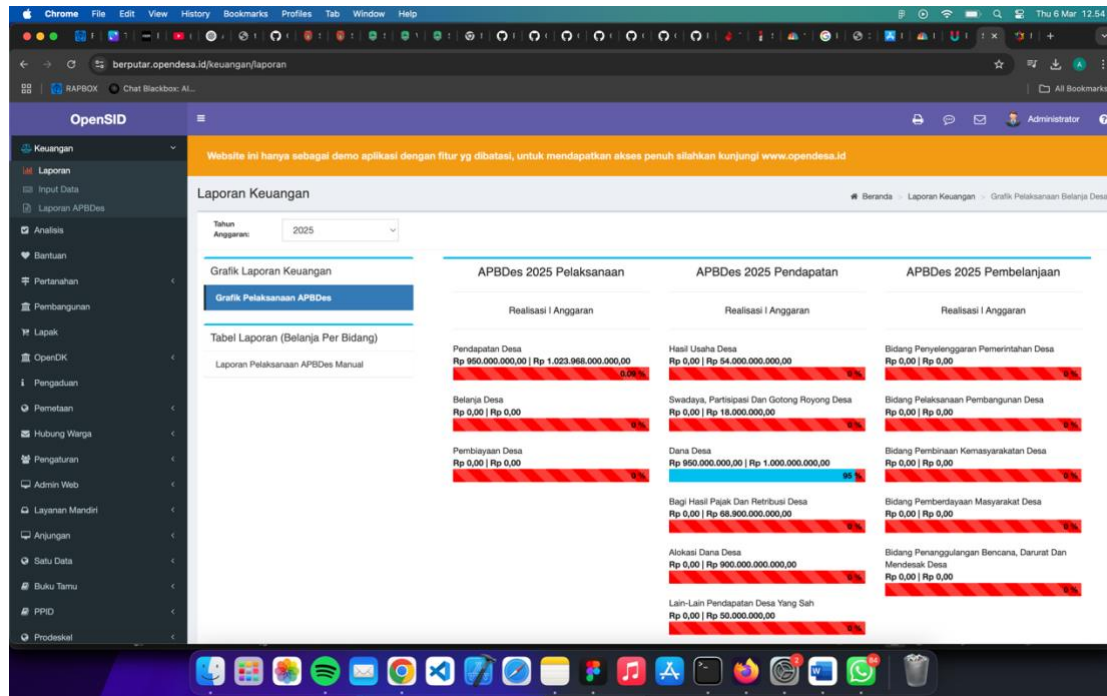 Chrome File Edit View History Bookmarks Profiles Tab Window Help
Thu 6 Mar 12.54
berputar.opendesa.id/keuangan/laporan
RAPBOX Chat Blackbox: AI...
All Bookmarks
OpenSID
Administrator
Keuangan
Laporan
Input Data
Laporan APBDes
Analisis
Bantuan
Pertanahan
Pembangunan
Lapak
OpenDK
Pengaduan
Pemetaan
Hubung Warga
Pengaturan
Admin Web
Layanan Mandiri
Anjungan
Satu Data
Buku Tamu
PPID
Prodeskel
Website ini hanya sebagai demo aplikasi dengan fitur yg dibatasi, untuk mendapatkan akses penuh silahkan kunjungi www.opendesa.id
Laporan Keuangan
Beranda > Laporan Keuangan > Grafik Pelaksanaan Belanja Desa
Tahun
Anggaran:
2025
Grafik Laporan Keuangan
Grafik Pelaksanaan APBDes
Tabel Laporan (Belanja Per Bidang)
Laporan Pelaksanaan APBDes Manual
APBDes 2025 Pelaksanaan
Realisasi | Anggaran
Pendapatan Desa
Rp 950.000.000,00 | Rp 1.023.968.000.000,00
0.09 %
Belanja Desa
Rp 0,00 | Rp 0,00
0 %
Pembiayaan Desa
Rp 0,00 | Rp 0,00
0 %
APBDes 2025 Pendapatan
Realisasi | Anggaran
Hasil Usaha Desa
Rp 0,00 | Rp 54.000.000.000,00
0 %
Swadaya, Partisipasi Dan Gotong Royong Desa
Rp 0,00 | Rp 18.000.000,00
0 %
Dana Desa
Rp 950.000.000,00 | Rp 1.000.000.000,00
95 %
Bagi Hasil Pajak Dan Retribusi Desa
Rp 0,00 | Rp 68.900.000.000,00
0 %
Alokasi Dana Desa
Rp 0,00 | Rp 900.000.000.000,00
0 %
Lain-Lain Pendapatan Desa Yang Sah
Rp 0,00 | Rp 50.000.000,00
0 %
APBDes 2025 Pembelanjaan
Realisasi | Anggaran
Bidang Penyelenggaran Pemerintahan Desa
Rp 0,00 | Rp 0,00
0 %
Bidang Pelaksanaan Pembangunan Desa
Rp 0,00 | Rp 0,00
0 %
Bidang Pembinaan Kemasyarakatan Desa
Rp 0,00 | Rp 0,00
0 %
Bidang Pemberdayaan Masyarakat Desa
Rp 0,00 | Rp 0,00
0 %
Bidang Penanggulangan Bencana, Darurat Dan
Mendesak Desa
Rp 0,00 | Rp 0,00
0 %